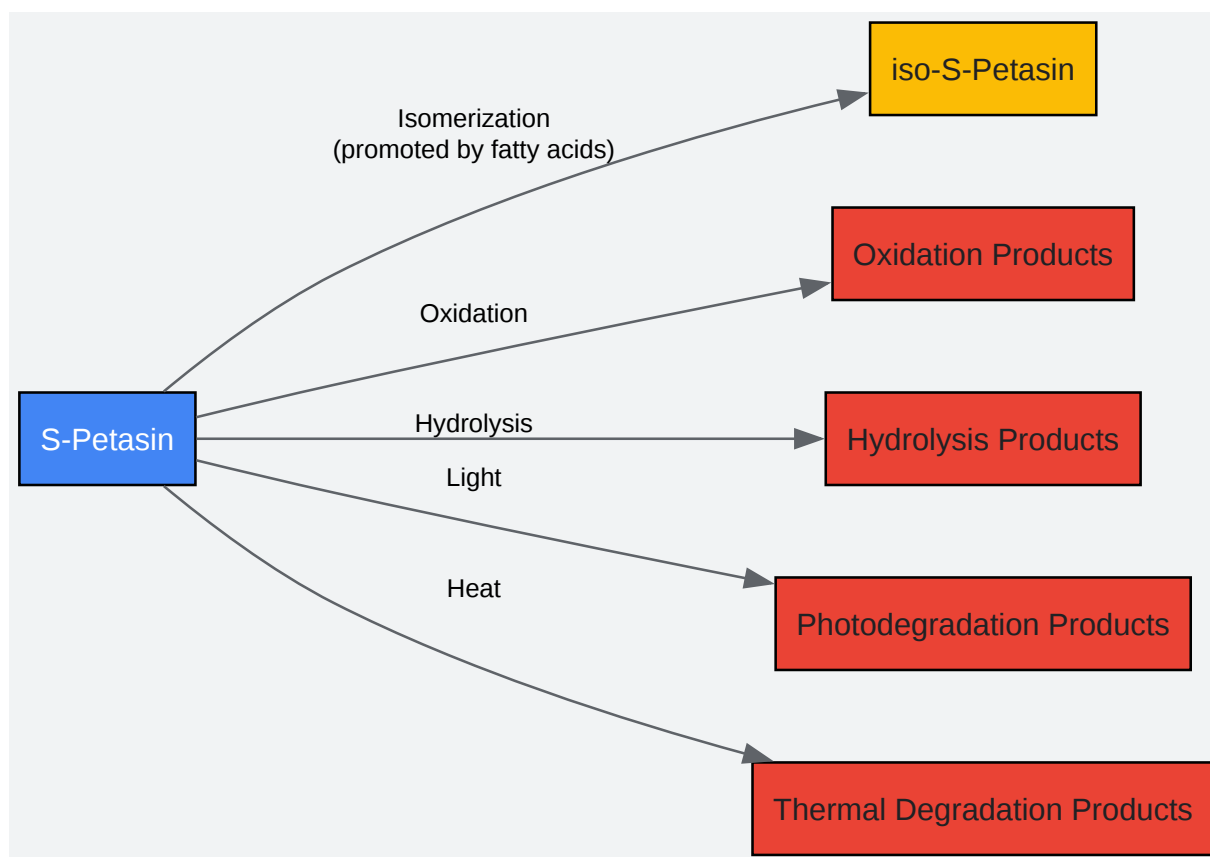 iso-S-Petasin
Isomerization
(promoted by fatty acids)
Oxidation Products
Oxidation
S-Petasin
Hydrolysis
Hydrolysis Products
Light
Heat
Photodegradation Products
Thermal Degradation Products